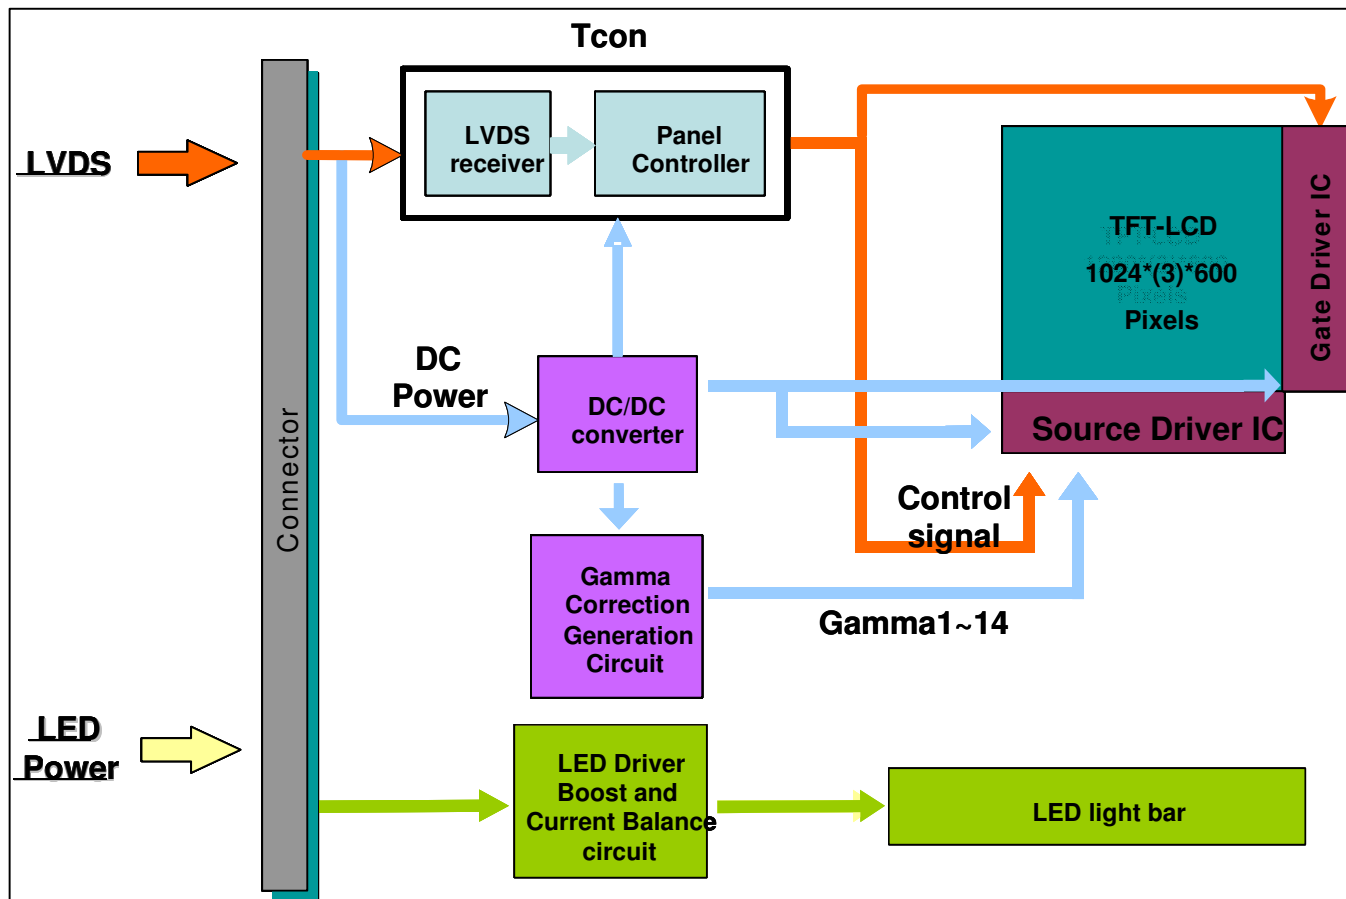 Tcon
LVDS
LVDS
receiver
Panel
Controller
TFT-LCD
1024*(3)*600
Pixels
Gate Driver IC
Source Driver IC
DC
Power
DC/DC
converter
Connector
Control
signal
Gamma
Correction
Generation
Circuit
Gamma1~14
LED
Power
LED Driver
Boost and
Current Balance
circuit
LED light bar